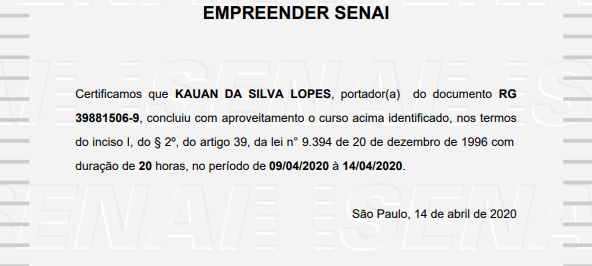 EMPREENDER SENAI
Certificamos que KAUAN DA SILVA LOPES, portador(a) do documento RG
39881506-9, concluiu com aproveitamento o curso acima identificado, nos termos
do inciso I, do § 2º, do artigo 39, da lei n° 9.394 de 20 de dezembro de 1996 com
duração de 20 horas, no período de 09/04/2020 à 14/04/2020.
São Paulo, 14 de abril de 2020
SENAI
SENAI